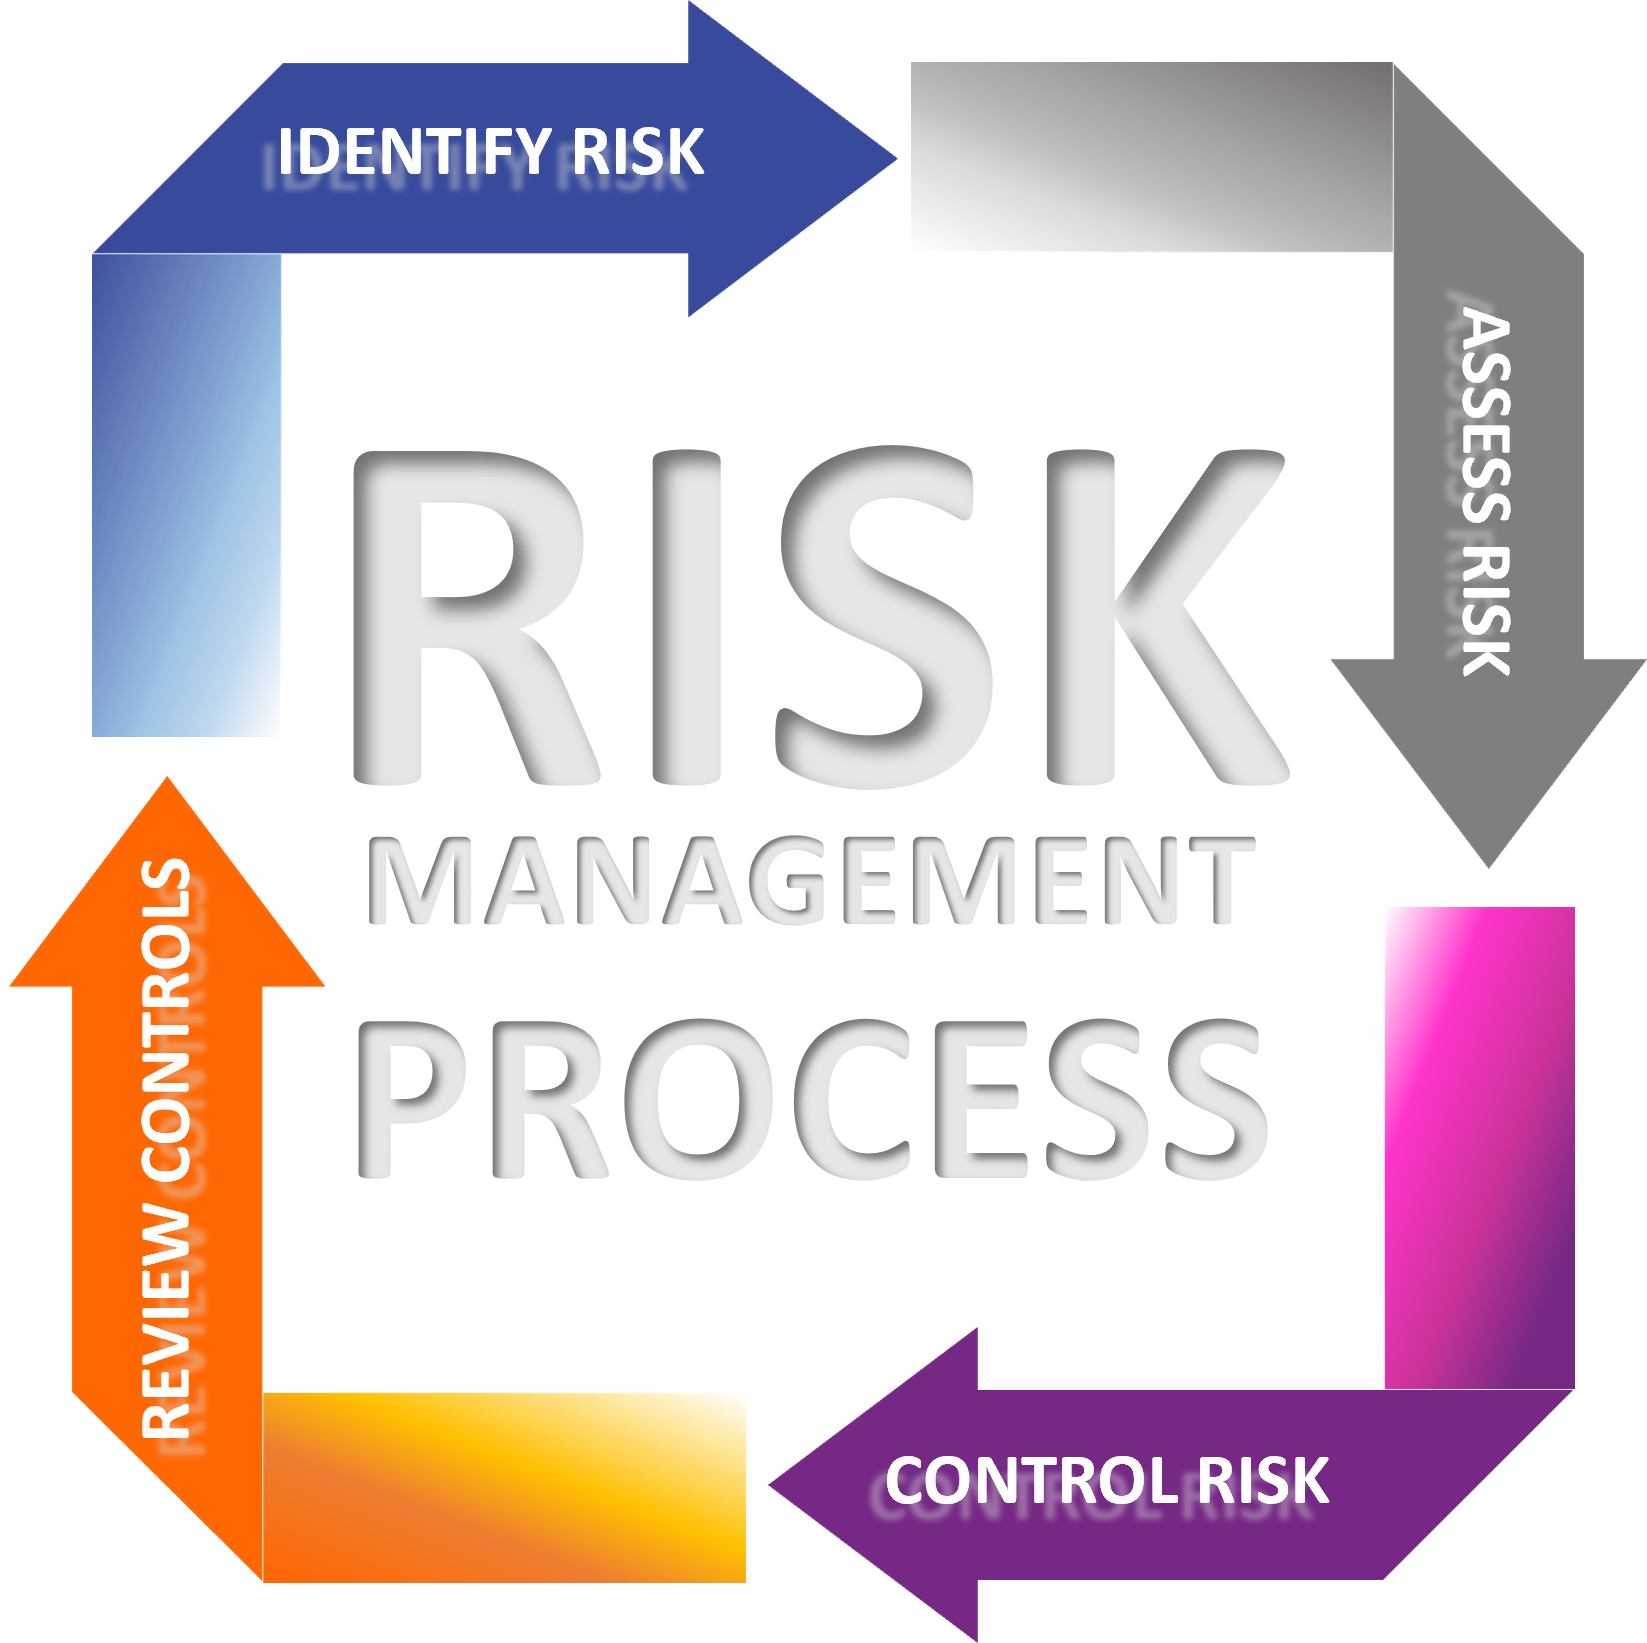 IDENTIFY RISK
ASSESS RISK
RISK
MANAGEMENT
PROCESS
REVIEW CONTROLS
CONTROL RISK